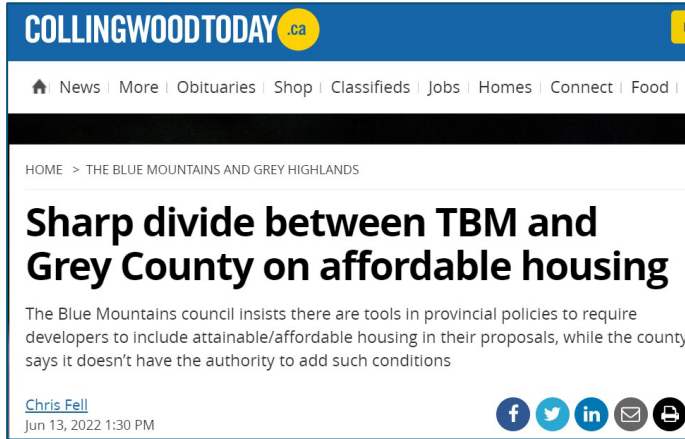 COLLINGWOODTODAY.ca
News | More | Obituaries | Shop | Classifieds | Jobs | Homes | Connect | Food |
HOME > THE BLUE MOUNTAINS AND GREY HIGHLANDS
Sharp divide between TBM and
Grey County on affordable housing
The Blue Mountains council insists there are tools in provincial policies to require
developers to include attainable/affordable housing in their proposals, while the county
says it doesn’t have the authority to add such conditions
Chris Fell
Jun 13, 2022 1:30 PM